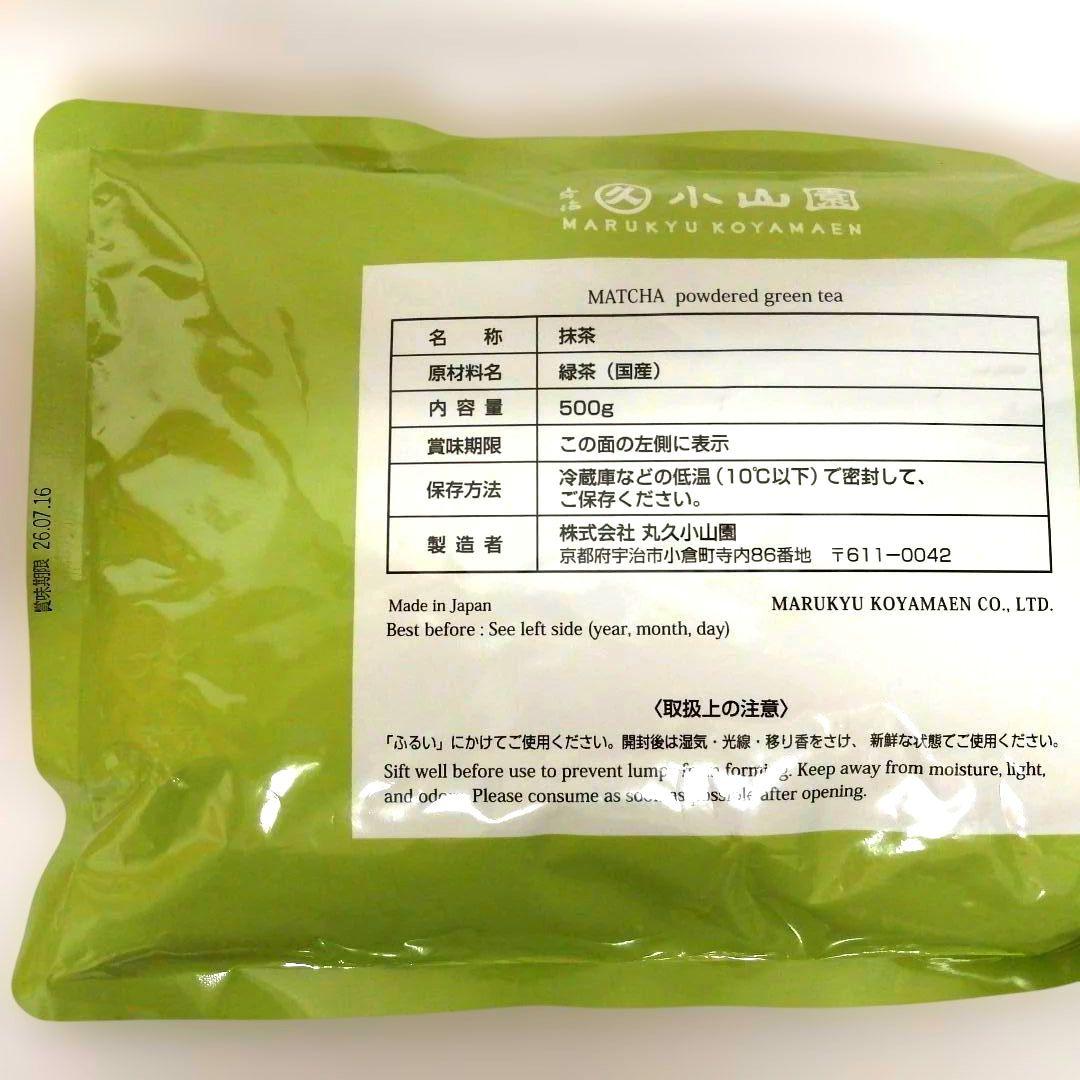 宇治 久 小山園
MARUKYU KOYAMAEN
MATCHA powdered green tea
名 称 抹茶
原材料名 緑茶（国産）
内容量 500g
賞味期限 この面の左側に表示
保存方法 冷蔵庫などの低温（10℃以下）で密封して、
ご保存ください。
製造者 株式会社 丸久小山園
京都府宇治市小倉町寺内86番地 〒611－0042
Made in Japan MARUKYU KOYAMAEN CO., LTD.
Best before : See left side (year, month, day)
〈取扱上の注意〉
「ふるい」にかけてご使用ください。開封後は湿気・光線・移り香をさけ、新鮮な状態でご使用ください。
Sift well before use to prevent lumps from forming. Keep away from moisture, light,
and odors. Please consume as soon as possible after opening.
賞味期限 26.07.16